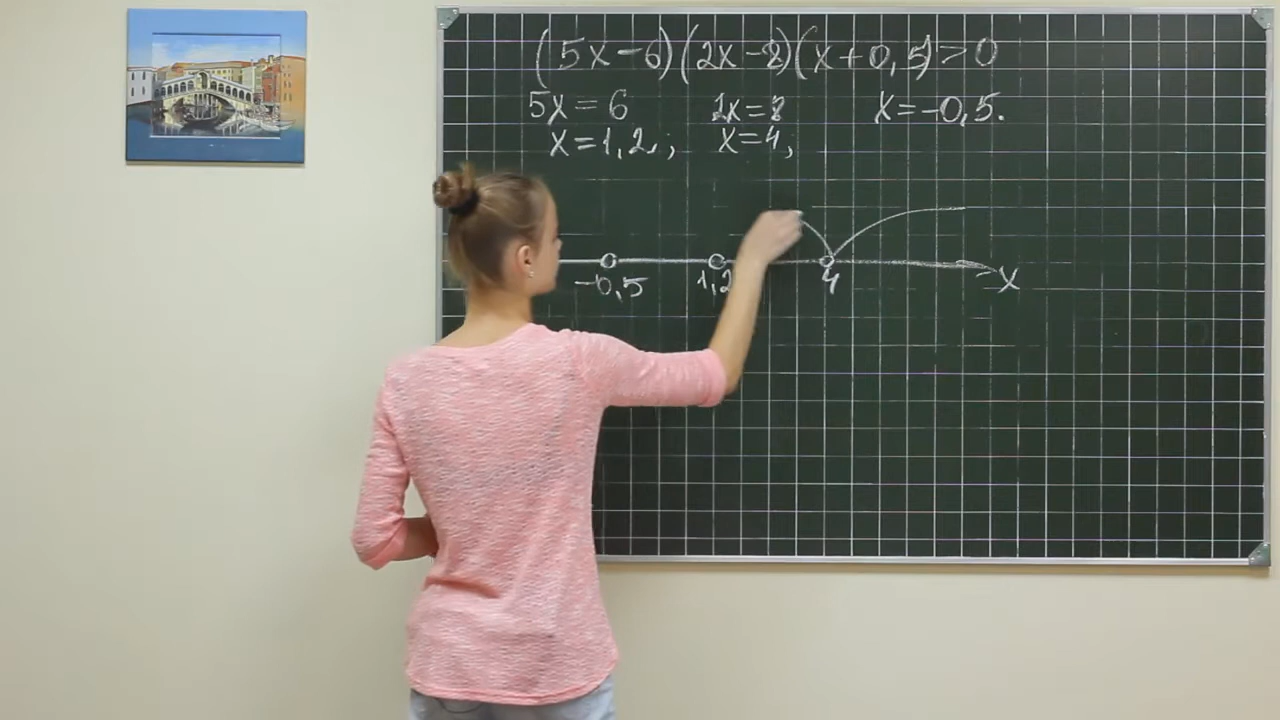 (5x-6)(2x-8)(x+0,5)>0
5x=6 2x=8 x=-0,5.
x=1,2; x=4;
-0,5 1,2 4 x